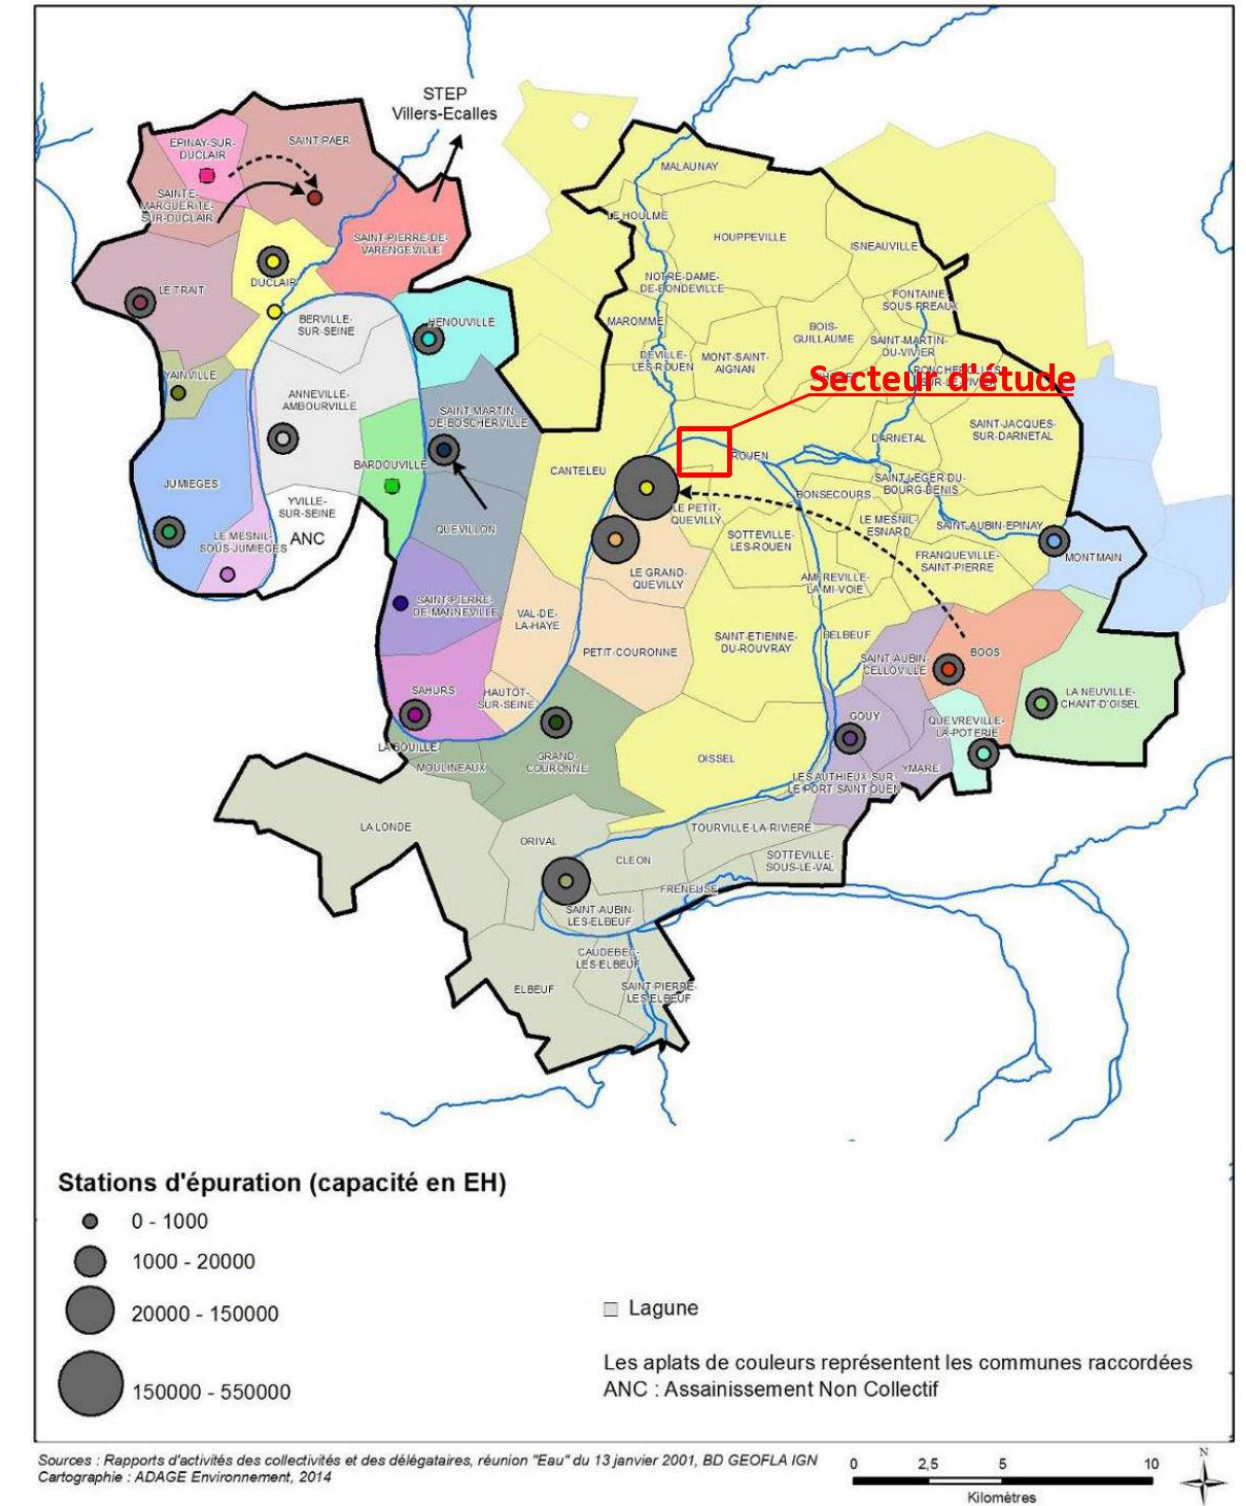 STEP
Villers-Ecalles
EPINAY-SUR-
DUCLAIR
SAINT-PAER
SAINTE-
MARGUERITE-
SUR-DUCLAIR
SAINT-PIERRE-DE-
VARENGEVILLE
LE TRAIT
DUCLAIR
BERVILLE-
SUR-SEINE
HENOUVILLE
YAINVILLE
ANNEVILLE-
AMBOURVILLE
SAINT-MARTIN
DE-BOSCHERVILLE
BARDOUVILLE
JUMIEGES
YVILLE-
SUR-SEINE
ANC
LE MESNIL-
SOUS-JUMIEGES
QUEVILLON
SAINT-PIERRE-
DE-MANNEVILLE
SAHURS
HAUTOT-
SUR-SEINE
VAL-DE-
LA-HAYE
LA BOUILLE
MOULINEAUX
GRAND-
COURONNE
MALAUNAY
LE HOULME
HOUPPEVILLE
ISNEAUVILLE
NOTRE-DAME-
DE-BONDEVILLE
FONTAINE-
SOUS-PREAUX
MAROMME
BOIS-
GUILLAUME
SAINT-MARTIN-
DU-VIVIER
DEVILLE-
LES-ROUEN
MONT-SAINT-
AIGNAN
Secteur d'étude
SAINT-JACQUES-
SUR-DARNETAL
DARNETAL
CANTELEU
ROUEN
SAINT-LEGER-DU-
BOURG-DENIS
BONSECOURS
LE PETIT-
QUEVILLY
LE MESNIL-
ESNARD
SAINT-AUBIN-EPINAY
SOTTEVILLE-
LES-ROUEN
MONTMAIN
FRANQUEVILLE-
SAINT-PIERRE
LE GRAND-
QUEVILLY
AMFREVILLE-
LA-MI-VOIE
PETIT-COURONNE
SAINT-ETIENNE-
DU-ROUVRAY
BELBEUF
SAINT-AUBIN-
CELLOVILLE
BOOS
LA NEUVILLE-
CHANT-D'OISEL
GOUY
QUEVREVILLE-
LA-POTERIE
OISSEL
YMARE
LES AUTHIEUX-SUR-
LE PORT-SAINT-OUEN
LA LONDE
ORIVAL
TOURVILLE-LA-RIVIERE
CLEON
SOTTEVILLE-
SOUS-LE-VAL
FRENEUSE
SAINT-AUBIN-
LES-ELBEUF
CAUDEBEC-
LES-ELBEUF
ELBEUF
SAINT-PIERRE-
LES-ELBEUF
Stations d'épuration (capacité en EH)
0 - 1000
1000 - 20000
20000 - 150000
150000 - 550000
Lagune
Les aplats de couleurs représentent les communes raccordées
ANC : Assainissement Non Collectif
Sources : Rapports d'activités des collectivités et des délégataires, réunion "Eau" du 13 janvier 2001, BD GEOFLA IGN
Cartographie : ADAGE Environnement, 2014
0 2,5 5 10
Kilomètres
N